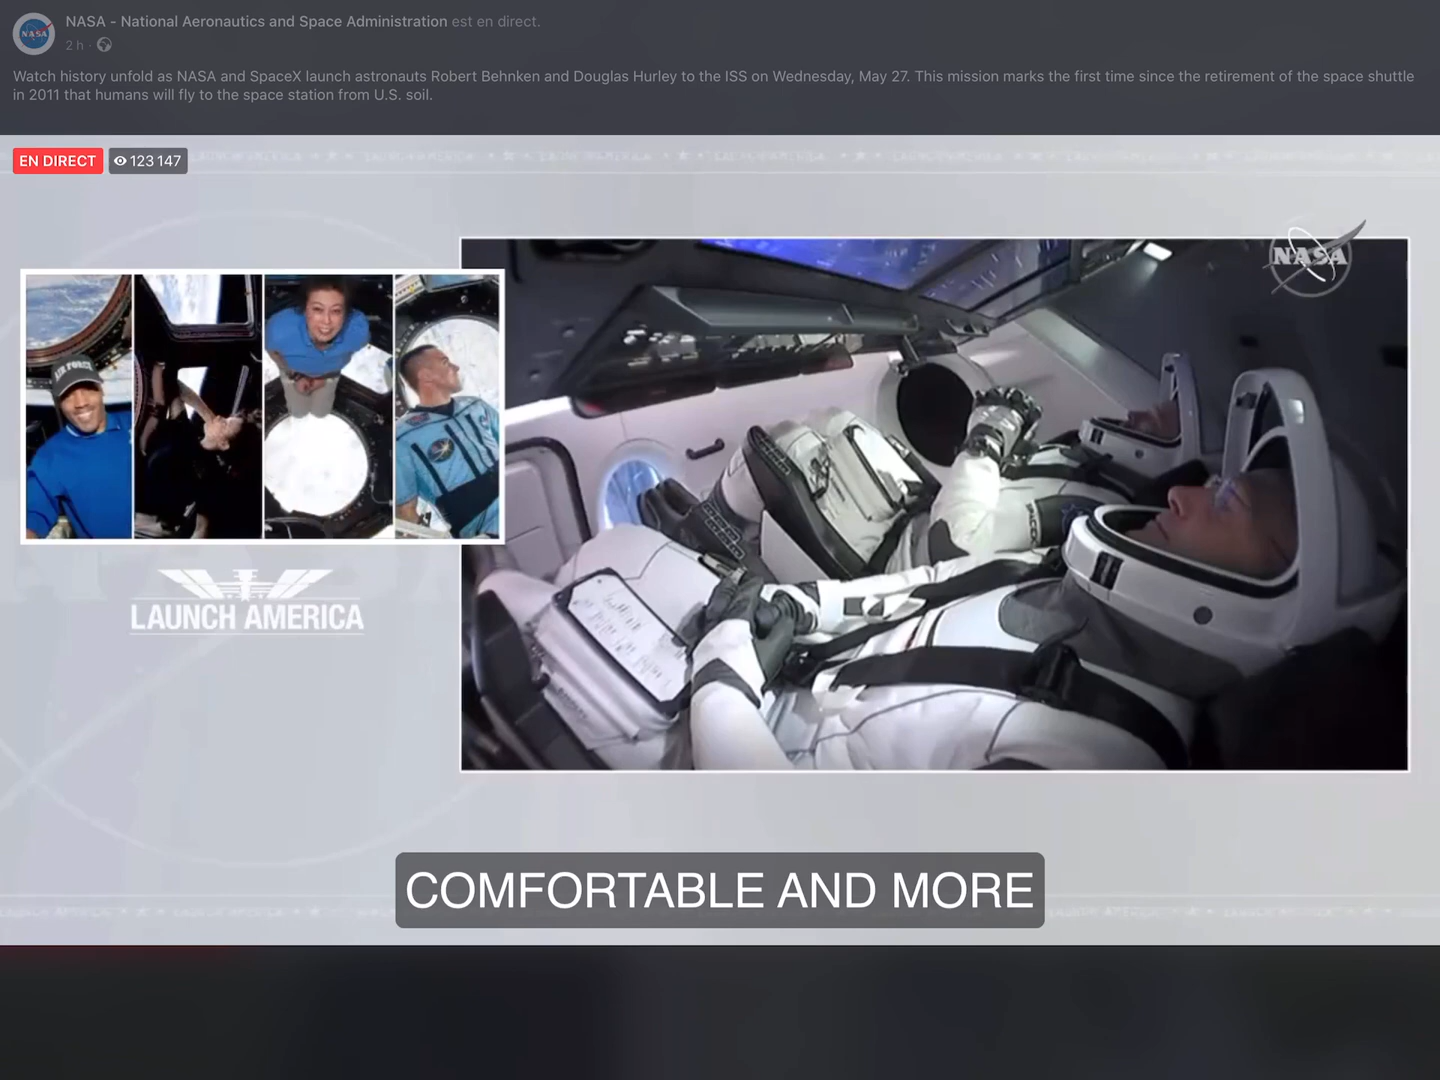 NASA - National Aeronautics and Space Administration est en direct.
2 h ·
Watch history unfold as NASA and SpaceX launch astronauts Robert Behnken and Douglas Hurley to the ISS on Wednesday, May 27. This mission marks the first time since the retirement of the space shuttle
in 2011 that humans will fly to the space station from U.S. soil.
EN DIRECT 123 147
NASA
AIR FORCE
LAUNCH AMERICA
COMFORTABLE AND MORE